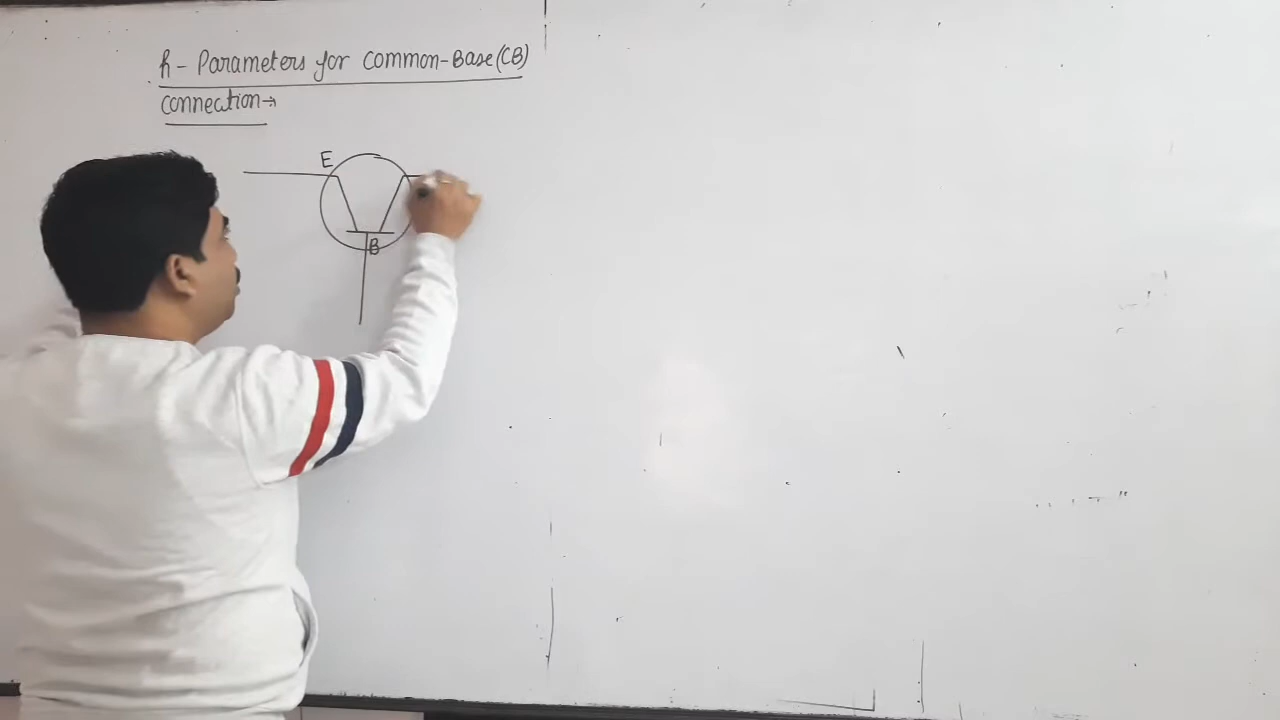 h - Parameters for Common-Base (CB)
Connection →
E
B